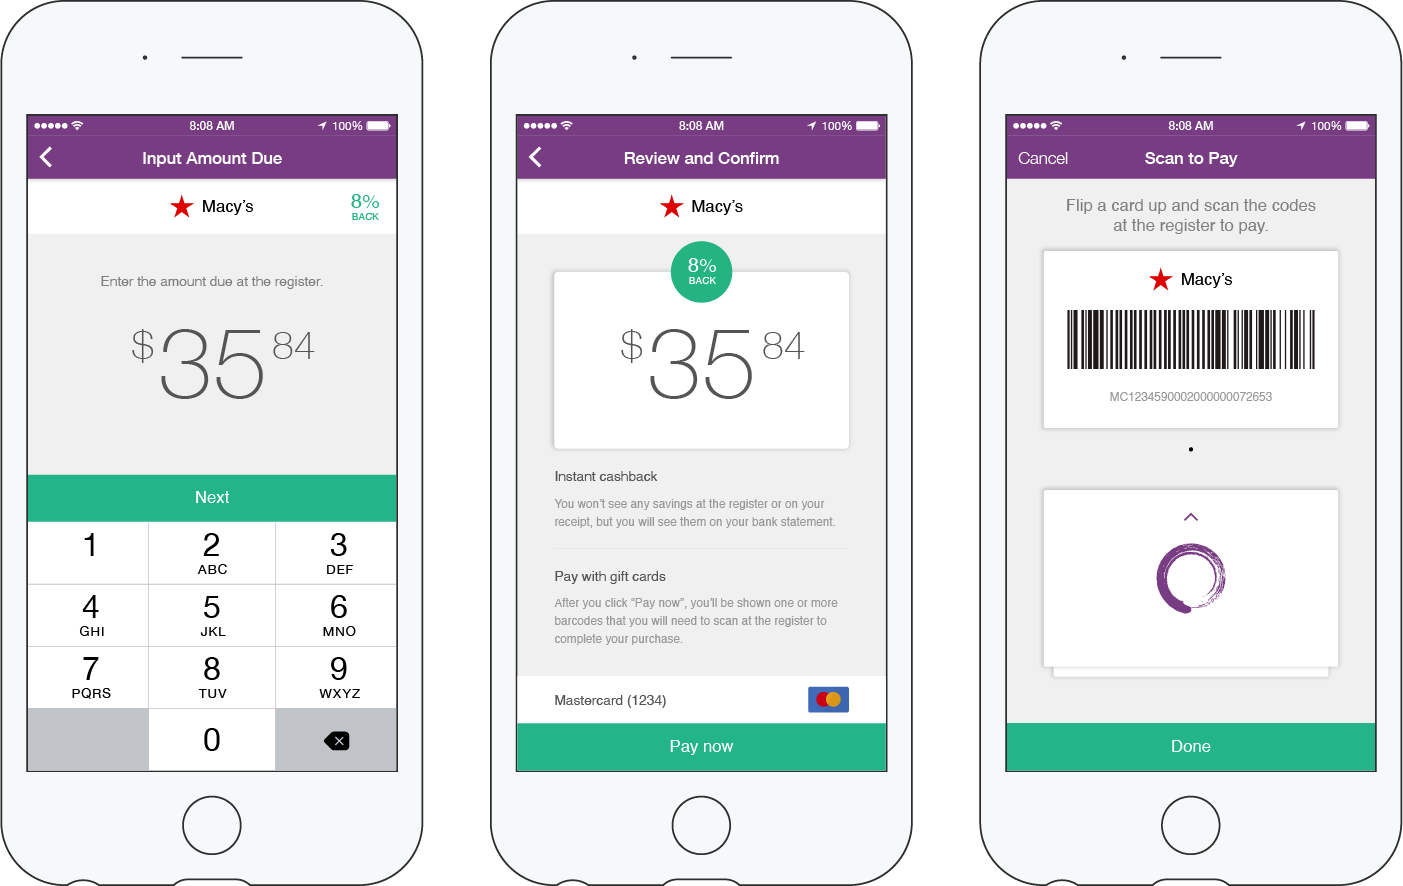 8:08 AM 100%
Input Amount Due
Macy's 8% BACK
Enter the amount due at the register.
$35 84
Next
1 2 ABC 3 DEF
4 GHI 5 JKL 6 MNO
7 PQRS 8 TUV 9 WXYZ
0
8:08 AM 100%
Review and Confirm
Macy's
8%
BACK
$35 84
Instant cashback
You won't see any savings at the register or on your
receipt, but you will see them on your bank statement.
Pay with gift cards
After you click “Pay now”, you'll be shown one or more
barcodes that you will need to scan at the register to
complete your purchase.
Mastercard (1234)
Pay now
8:08 AM 100%
Cancel Scan to Pay
Flip a card up and scan the codes
at the register to pay.
Macy's
MC1234590002000000072653
Done